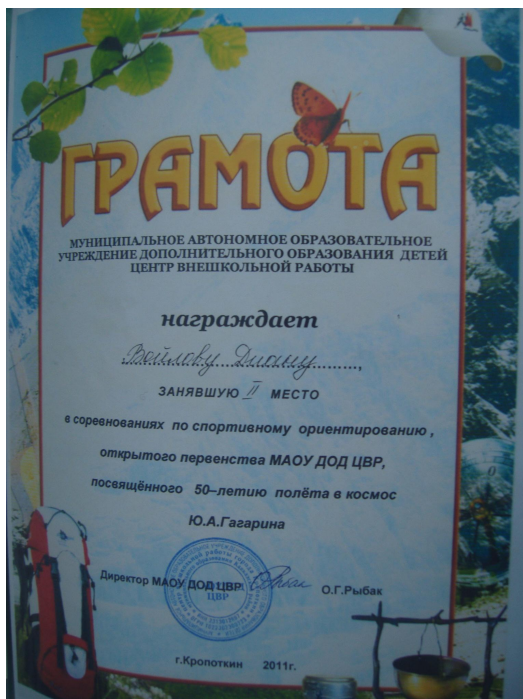 ГРАМОТА
МУНИЦИПАЛЬНОЕ АВТОНОМНОЕ ОБРАЗОВАТЕЛЬНОЕ
УЧРЕЖДЕНИЕ ДОПОЛНИТЕЛЬНОГО ОБРАЗОВАНИЯ ДЕТЕЙ
ЦЕНТР ВНЕШКОЛЬНОЙ РАБОТЫ
награждает
Войлову Диану,
ЗАНЯВШУЮ II МЕСТО
в соревнованиях по спортивному ориентированию,
открытого первенства МАОУ ДОД ЦВР,
посвящённого 50–летию полёта в космос
Ю.А.Гагарина
Директор МАОУ ДОД ЦВР О.Г.Рыбак
ЦВР
г.Кропоткин 2011г.